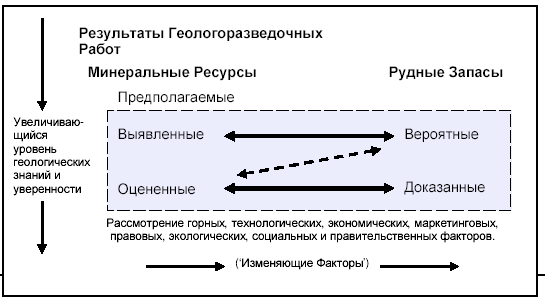 Результаты Геологоразведочных
Работ
Минеральные Ресурсы
Рудные Запасы
Предполагаемые
Увеличиваю-
щийся
уровень
геологических
знаний и
уверенности
Выявленные
Вероятные
Оцененные
Доказанные
Рассмотрение горных, технологических, экономических, маркетинговых,
правовых, экологических, социальных и правительственных факторов.
('Изменяющие Факторы')